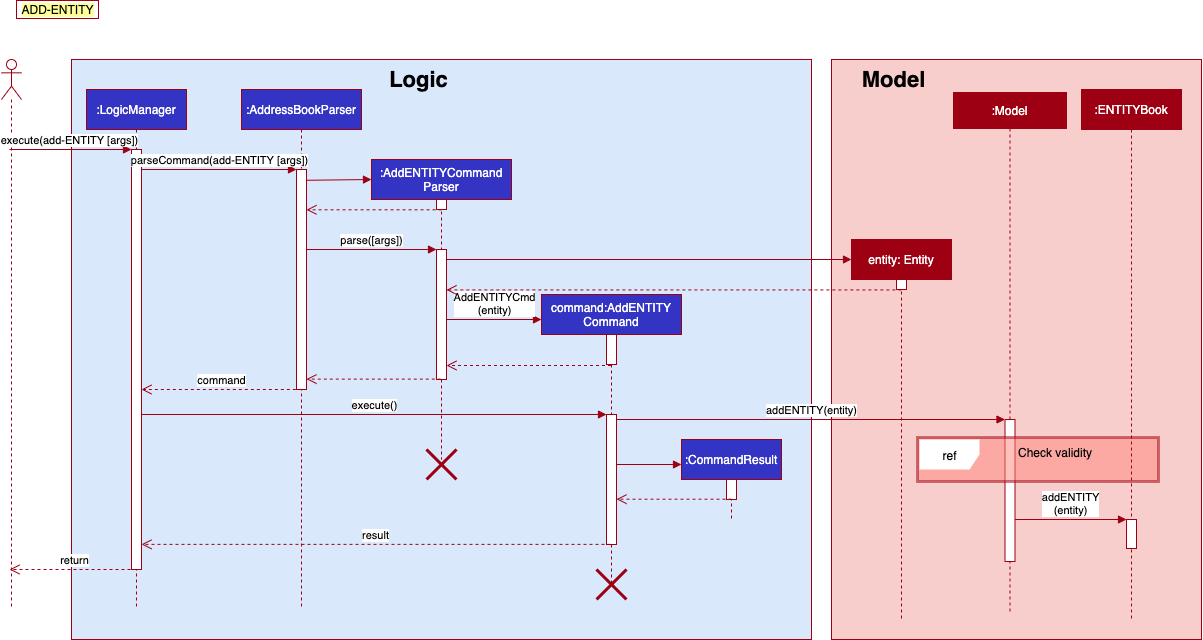 ADD-ENTITY
Logic
Model
:LogicManager
:AddressBookParser
:Model
:ENTITYBook
execute(add-ENTITY [args])
parseCommand(add-ENTITY [args])
:AddENTITYCommand
Parser
parse([args])
entity: Entity
AddENTITYCmd
(entity)
command:AddENTITY
Command
command
execute()
addENTITY(entity)
ref
Check validity
:CommandResult
addENTITY
(entity)
result
return